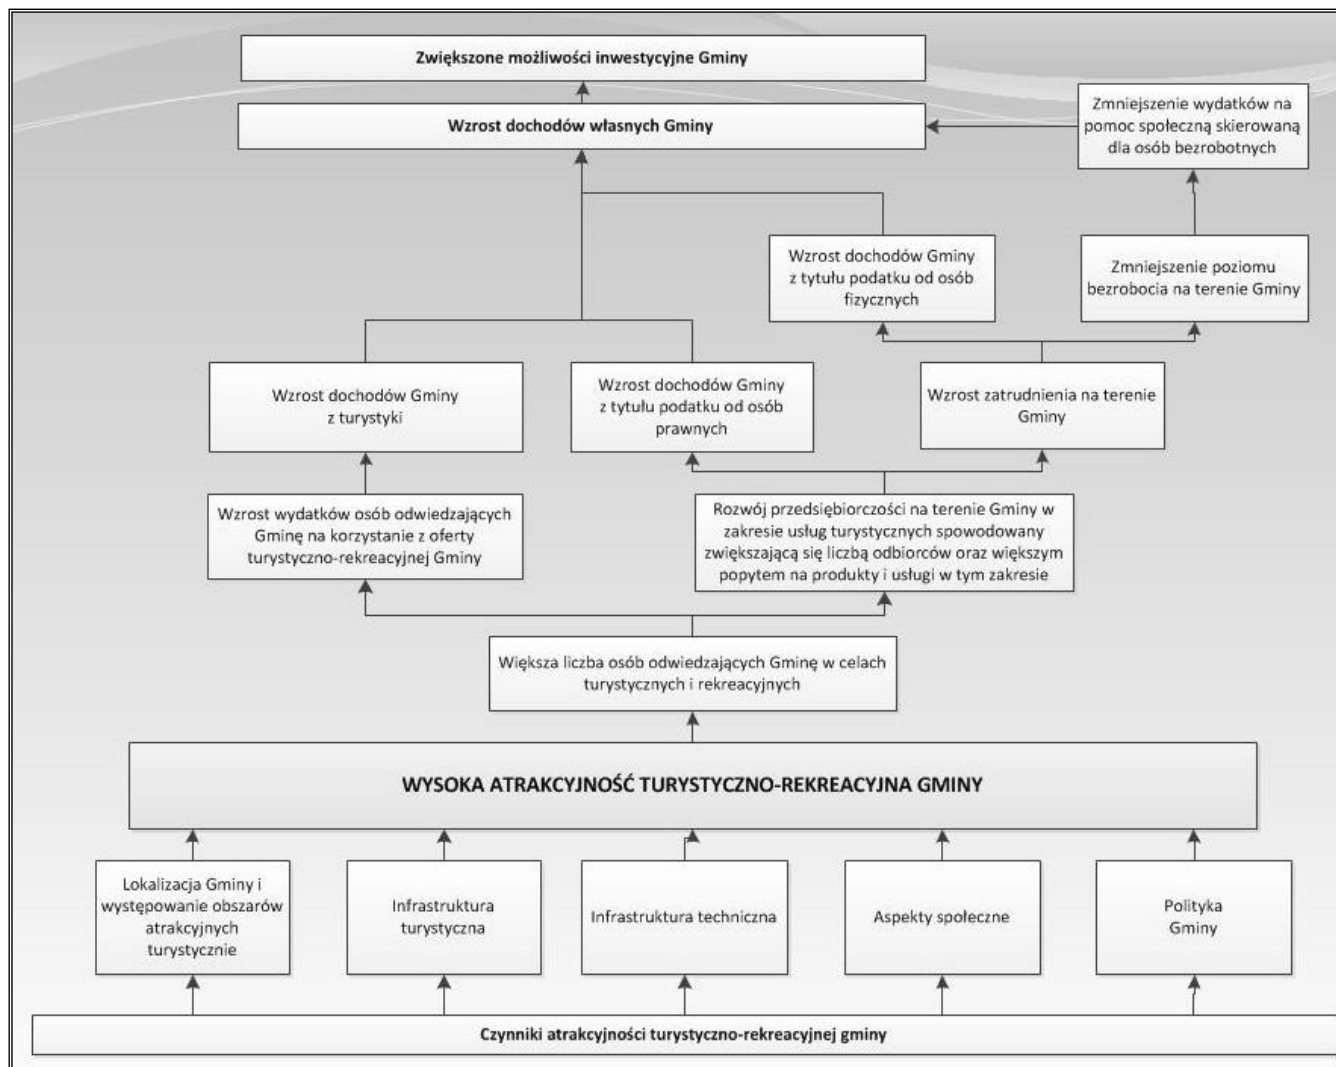 Zwiększone możliwości inwestycyjne Gminy
Wzrost dochodów własnych Gminy
Zmniejszenie wydatków na
pomoc społeczną skierowaną
dla osób bezrobotnych
Wzrost dochodów Gminy
z tytułu podatku od osób
fizycznych
Zmniejszenie poziomu
bezrobocia na terenie Gminy
Wzrost dochodów Gminy
z turystyki
Wzrost dochodów Gminy
z tytułu podatku od osób
prawnych
Wzrost zatrudnienia na terenie
Gminy
Wzrost wydatków osób odwiedzających
Gminę na korzystanie z oferty
turystyczno-rekreacyjnej Gminy
Rozwój przedsiębiorczości na terenie Gminy w
zakresie usług turystycznych spowodowany
zwiększającą się liczbą odbiorców oraz większym
popytem na produkty i usługi w tym zakresie
Większa liczba osób odwiedzających Gminę w celach
turystycznych i rekreacyjnych
WYSOKA ATRAKCYJNOŚĆ TURYSTYCZNO-REKREACYJNA GMINY
Lokalizacja Gminy i
występowanie obszarów
atrakcyjnych
turystycznie
Infrastruktura
turystyczna
Infrastruktura techniczna
Aspekty społeczne
Polityka
Gminy
Czynniki atrakcyjności turystyczno-rekreacyjnej gminy